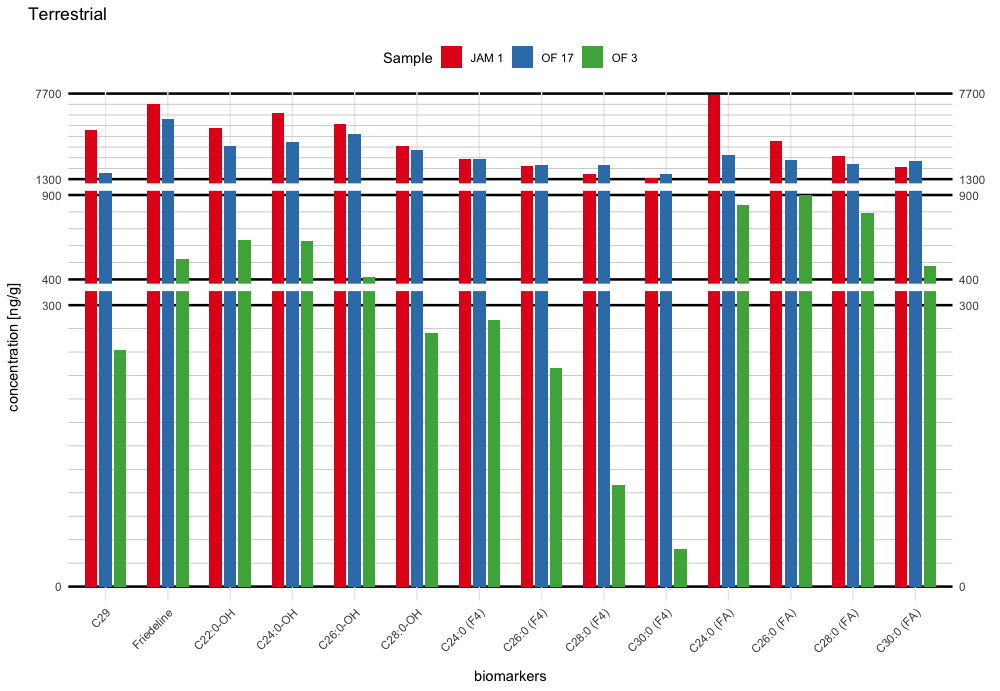 Terrestrial
Sample JAM 1 OF 17 OF 3
7700 7700
1300 1300
900 900
400 400
300 300
0 0
concentration [ng/g]
C29 Friedeline C22:0-OH C24:0-OH C26:0-OH C28:0-OH C24:0 (F4) C26:0 (F4) C28:0 (F4) C30:0 (F4) C24:0 (FA) C26:0 (FA) C28:0 (FA) C30:0 (FA)
biomarkers